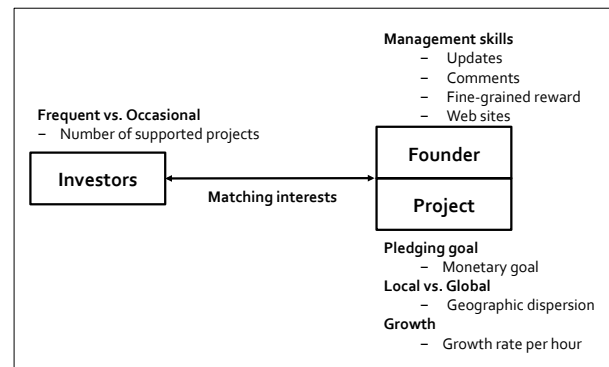 Management skills
– Updates
– Comments
– Fine-grained reward
– Web sites
Frequent vs. Occasional
– Number of supported projects
Investors
Matching interests
Founder
Project
Pledging goal
– Monetary goal
Local vs. Global
– Geographic dispersion
Growth
– Growth rate per hour